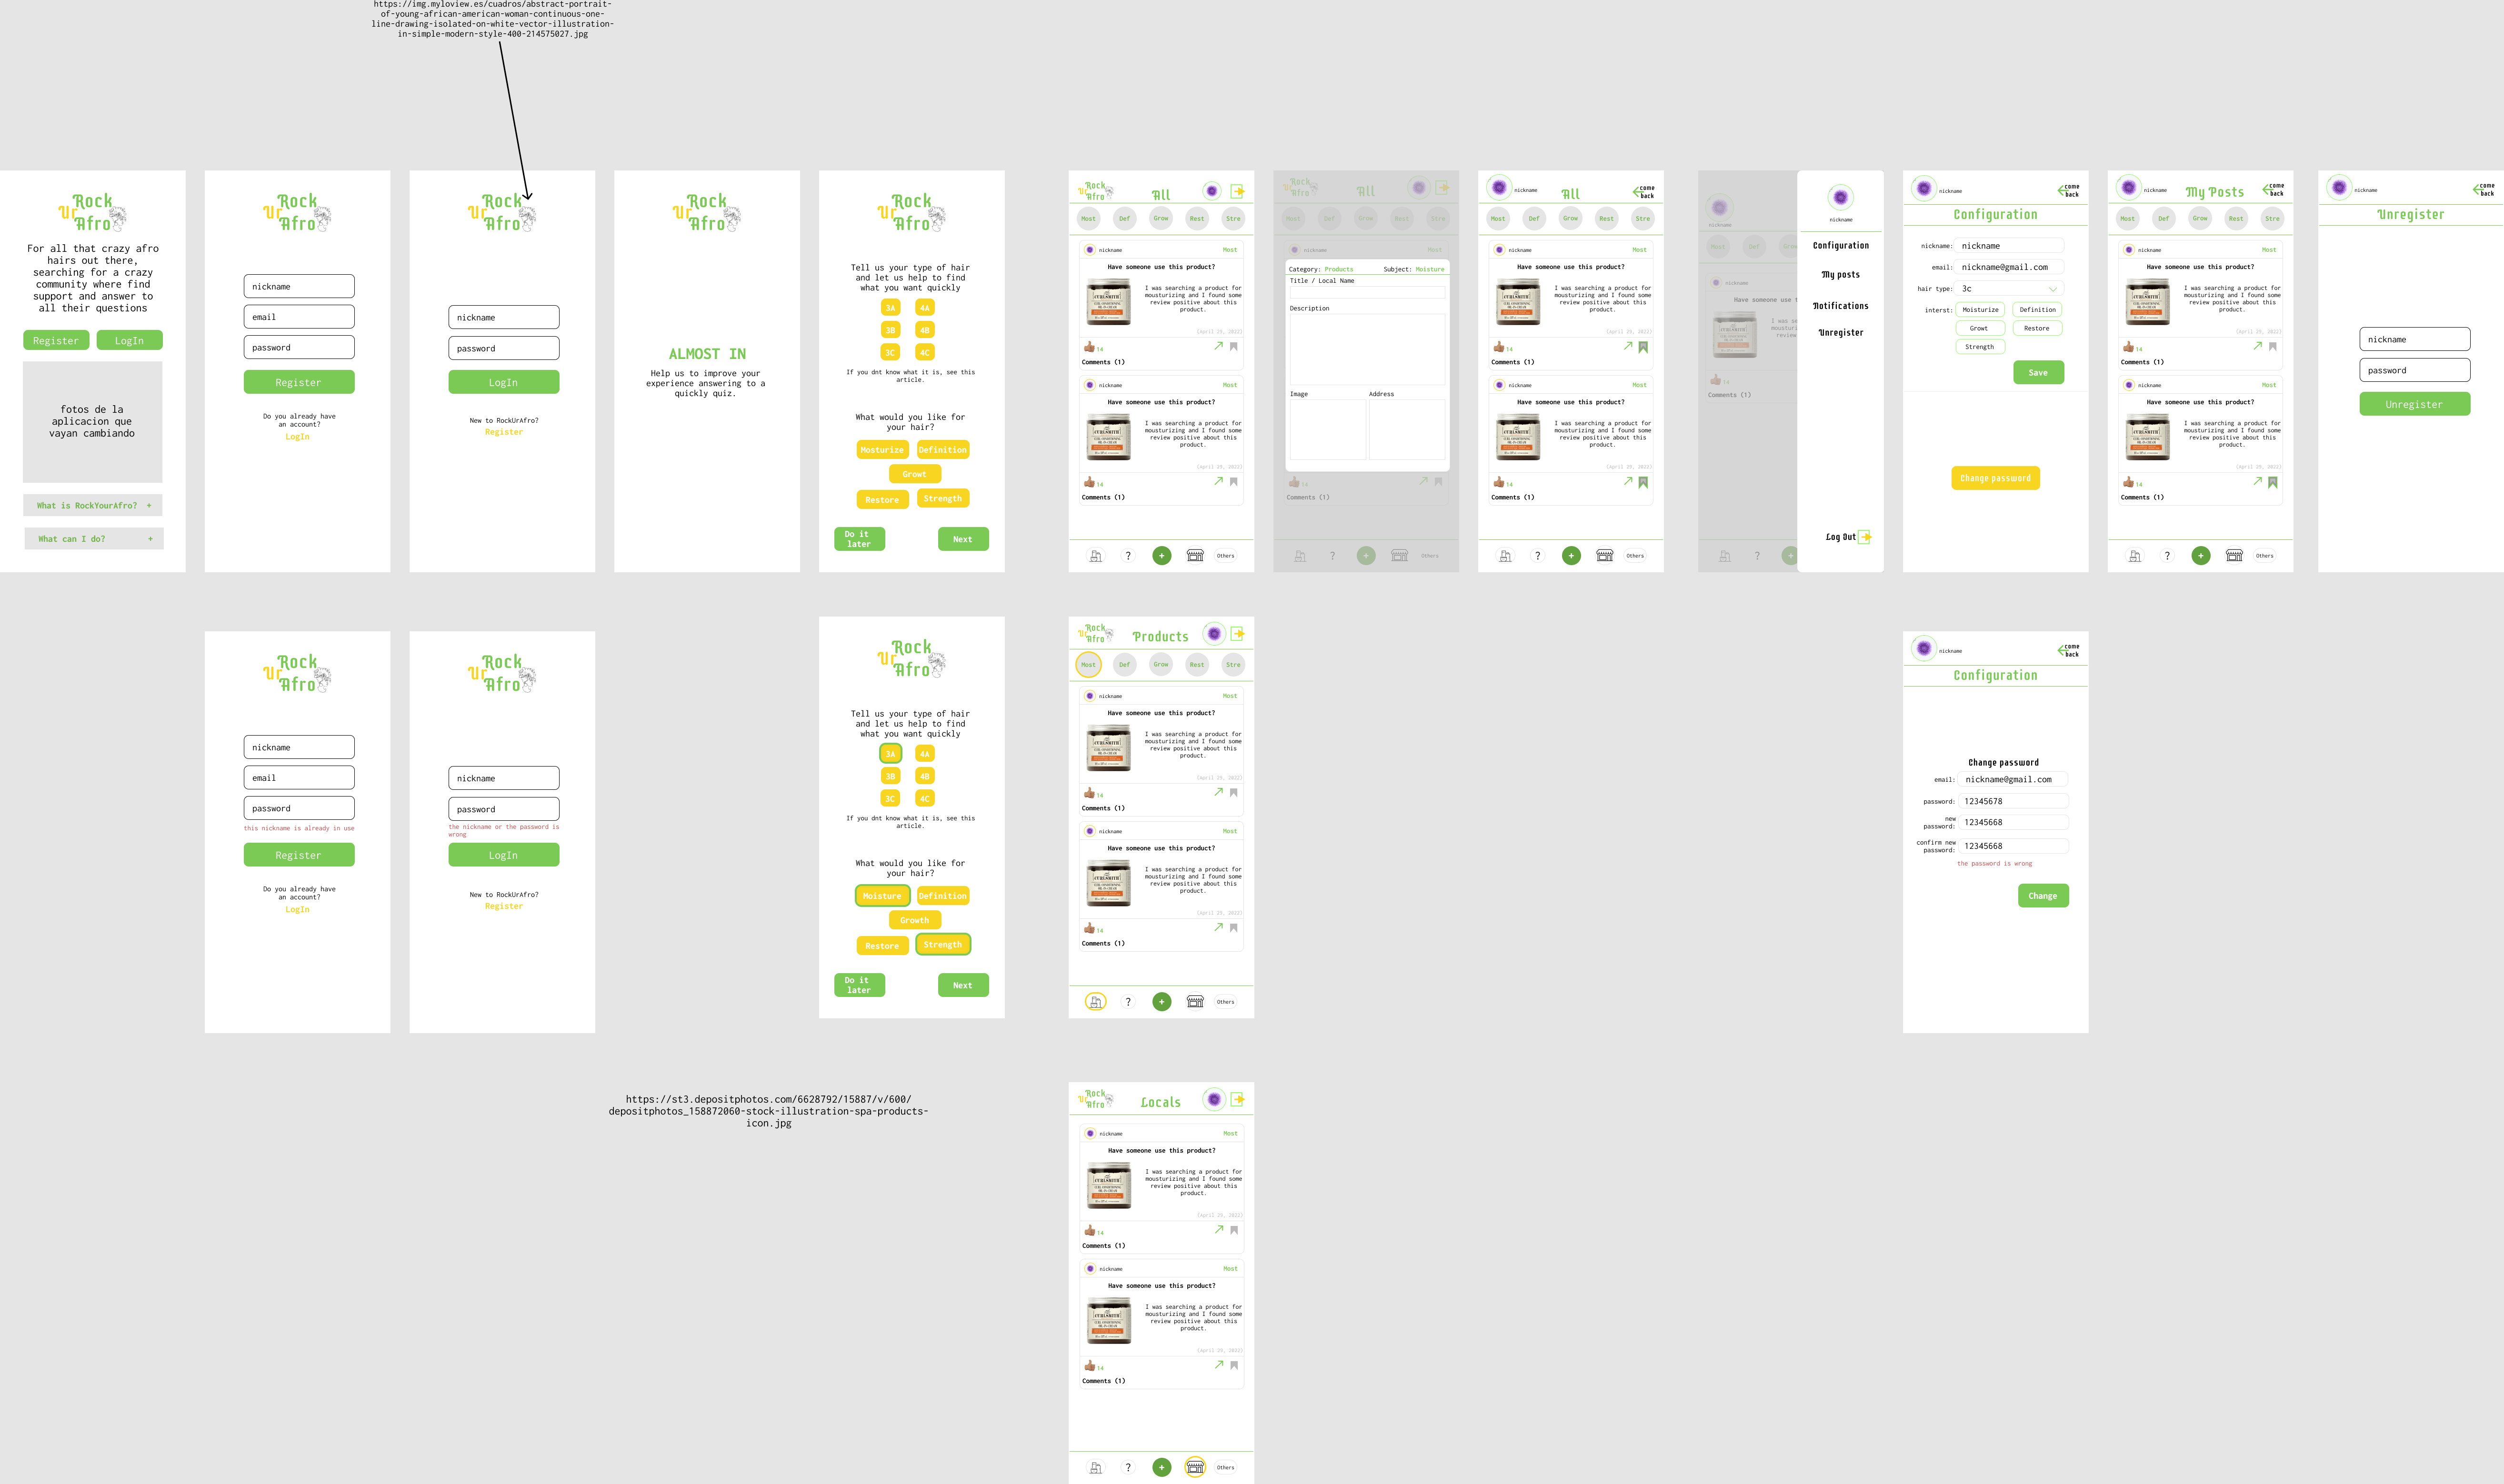 https://img.myloview.es/cuadros/abstract-portrait-
of-young-african-american-woman-continuous-one-
line-drawing-isolated-on-white-vector-illustration-
in-simple-modern-style-400-214575027.jpg
Rock
Ur
Afro
For all that crazy afro
hairs out there,
searching for a crazy
community where find
support and answer to
all their questions
Register
LogIn
fotos de la
aplicacion que
vayan cambiando
What is RockYourAfro? +
What can I do? +
Rock
Ur
Afro
nickname
email
password
Register
Do you already have
an account?
LogIn
Rock
Ur
Afro
nickname
password
LogIn
New to RockUrAfro?
Register
Rock
Ur
Afro
ALMOST IN
Help us to improve your
experience answering to a
quickly quiz.
Rock
Ur
Afro
Tell us your type of hair
and let us help to find
what you want quickly
3A 4A
3B 4B
3C 4C
If you dnt know what it is, see this
article.
What would you like for
your hair?
Mosturize Definition
Growt
Restore Strength
Do it
later
Next
Rock
Ur
Afro
All
Most Def Grow Rest Stre
nickname Most
Have someone use this product?
CURLSMITH
I was searching a product for
mousturizing and I found some
review positive about this
product.
(April 29, 2022)
14
Comments (1)
nickname Most
Have someone use this product?
CURLSMITH
I was searching a product for
mousturizing and I found some
review positive about this
product.
(April 29, 2022)
14
Comments (1)
? + Others
Rock
Ur
Afro
All
Most Def Grow Rest Stre
nickname Most
Category: Products Subject: Moisture
Title / Local Name
Description
Image Address
14
Comments (1)
? + Others
nickname
All
come
back
Most Def Grow Rest Stre
nickname Most
Have someone use this product?
CURLSMITH
I was searching a product for
mousturizing and I found some
review positive about this
product.
(April 29, 2022)
14
Comments (1)
nickname Most
Have someone use this product?
CURLSMITH
I was searching a product for
mousturizing and I found some
review positive about this
product.
(April 29, 2022)
14
Comments (1)
? + Others
nickname
Most Def Grow
nickname
Have someone use t
CURLSMITH
I was se
mousturi
review
14
Comments (1)
? +
nickname
Configuration
My posts
Notifications
Unregister
Log Out
nickname
come
back
Configuration
nickname: nickname
email: nickname@gmail.com
hair type: 3c
interst: Moisturize Definition
Growt Restore
Strength
Save
Change password
nickname
My Posts
come
back
Most Def Grow Rest Stre
nickname Most
Have someone use this product?
CURLSMITH
I was searching a product for
mousturizing and I found some
review positive about this
product.
(April 29, 2022)
14
Comments (1)
nickname Most
Have someone use this product?
CURLSMITH
I was searching a product for
mousturizing and I found some
review positive about this
product.
(April 29, 2022)
14
Comments (1)
? + Others
nickname
come
back
Unregister
nickname
password
Unregister
Rock
Ur
Afro
nickname
email
password
this nickname is already in use
Register
Do you already have
an account?
LogIn
Rock
Ur
Afro
nickname
password
the nickname or the password is
wrong
LogIn
New to RockUrAfro?
Register
Rock
Ur
Afro
Tell us your type of hair
and let us help to find
what you want quickly
3A 4A
3B 4B
3C 4C
If you dnt know what it is, see this
article.
What would you like for
your hair?
Moisture Definition
Growth
Restore Strength
Do it
later
Next
Rock
Ur
Afro
Products
Most Def Grow Rest Stre
nickname Most
Have someone use this product?
CURLSMITH
I was searching a product for
mousturizing and I found some
review positive about this
product.
(April 29, 2022)
14
Comments (1)
nickname Most
Have someone use this product?
CURLSMITH
I was searching a product for
mousturizing and I found some
review positive about this
product.
(April 29, 2022)
14
Comments (1)
? + Others
nickname
come
back
Configuration
Change password
email: nickname@gmail.com
password: 12345678
new
password: 12345668
confirm new
password: 12345668
the password is wrong
Change
https://st3.depositphotos.com/6628792/15887/v/600/
depositphotos_158872060-stock-illustration-spa-products-
icon.jpg
Rock
Ur
Afro
Locals
nickname Most
Have someone use this product?
CURLSMITH
I was searching a product for
mousturizing and I found some
review positive about this
product.
(April 29, 2022)
14
Comments (1)
nickname Most
Have someone use this product?
CURLSMITH
I was searching a product for
mousturizing and I found some
review positive about this
product.
(April 29, 2022)
14
Comments (1)
? + Others